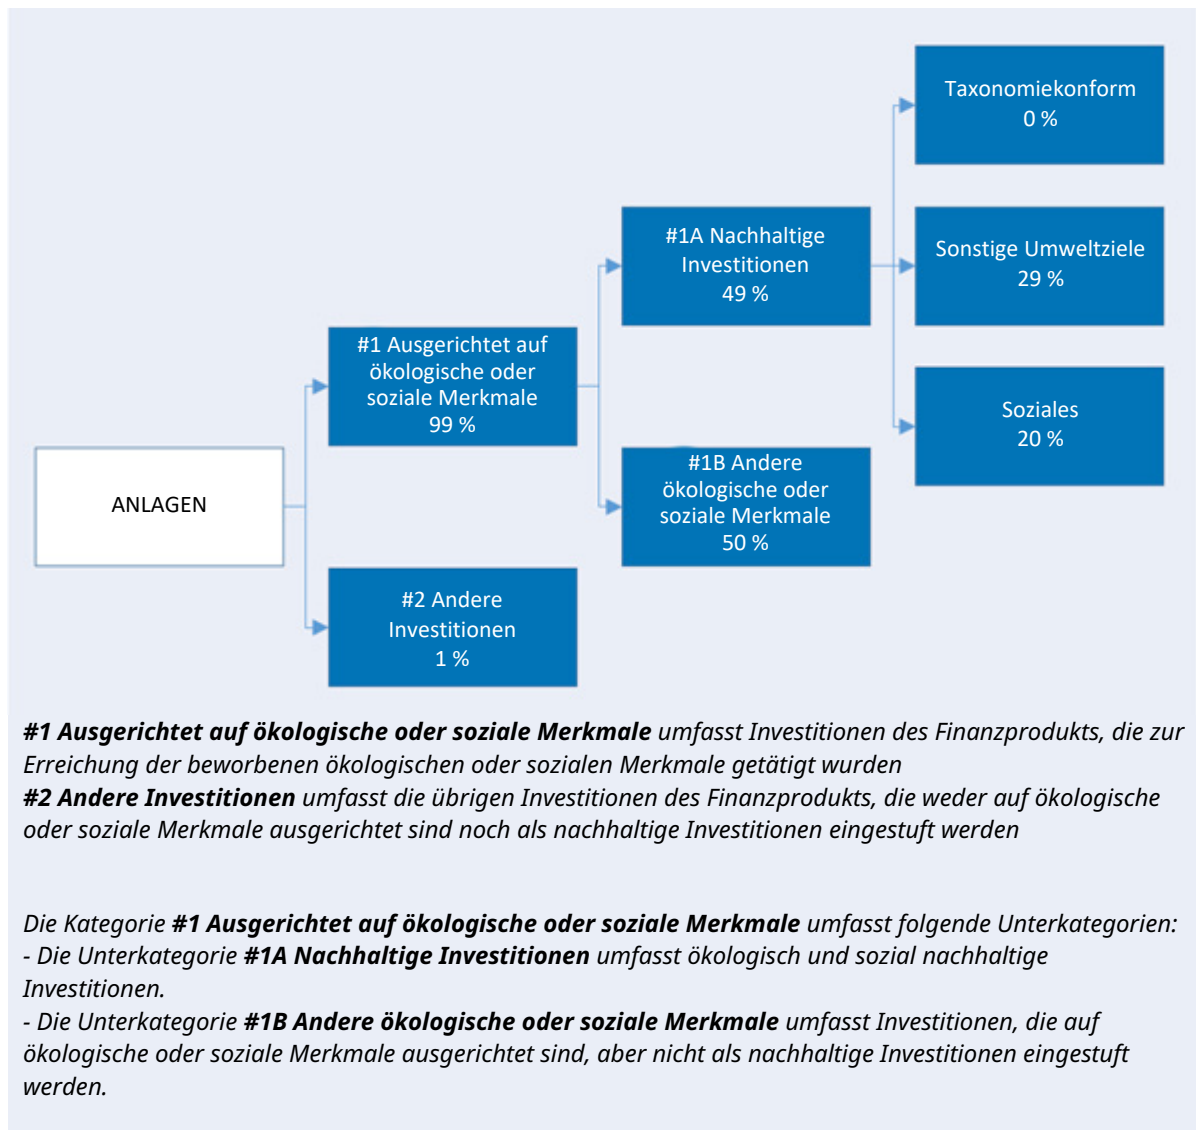 Taxonomiekonform
0 %
#1A Nachhaltige
Investitionen
49 %
Sonstige Umweltziele
29 %
#1 Ausgerichtet auf
ökologische oder
soziale Merkmale
99 %
Soziales
20 %
ANLAGEN
#1B Andere
ökologische oder
soziale Merkmale
50 %
#2 Andere
Investitionen
1 %
#1 Ausgerichtet auf ökologische oder soziale Merkmale umfasst Investitionen des Finanzprodukts, die zur
Erreichung der beworbenen ökologischen oder sozialen Merkmale getätigt wurden
#2 Andere Investitionen umfasst die übrigen Investitionen des Finanzprodukts, die weder auf ökologische
oder soziale Merkmale ausgerichtet sind noch als nachhaltige Investitionen eingestuft werden
Die Kategorie #1 Ausgerichtet auf ökologische oder soziale Merkmale umfasst folgende Unterkategorien:
- Die Unterkategorie #1A Nachhaltige Investitionen umfasst ökologisch und sozial nachhaltige
Investitionen.
- Die Unterkategorie #1B Andere ökologische oder soziale Merkmale umfasst Investitionen, die auf
ökologische oder soziale Merkmale ausgerichtet sind, aber nicht als nachhaltige Investitionen eingestuft
werden.